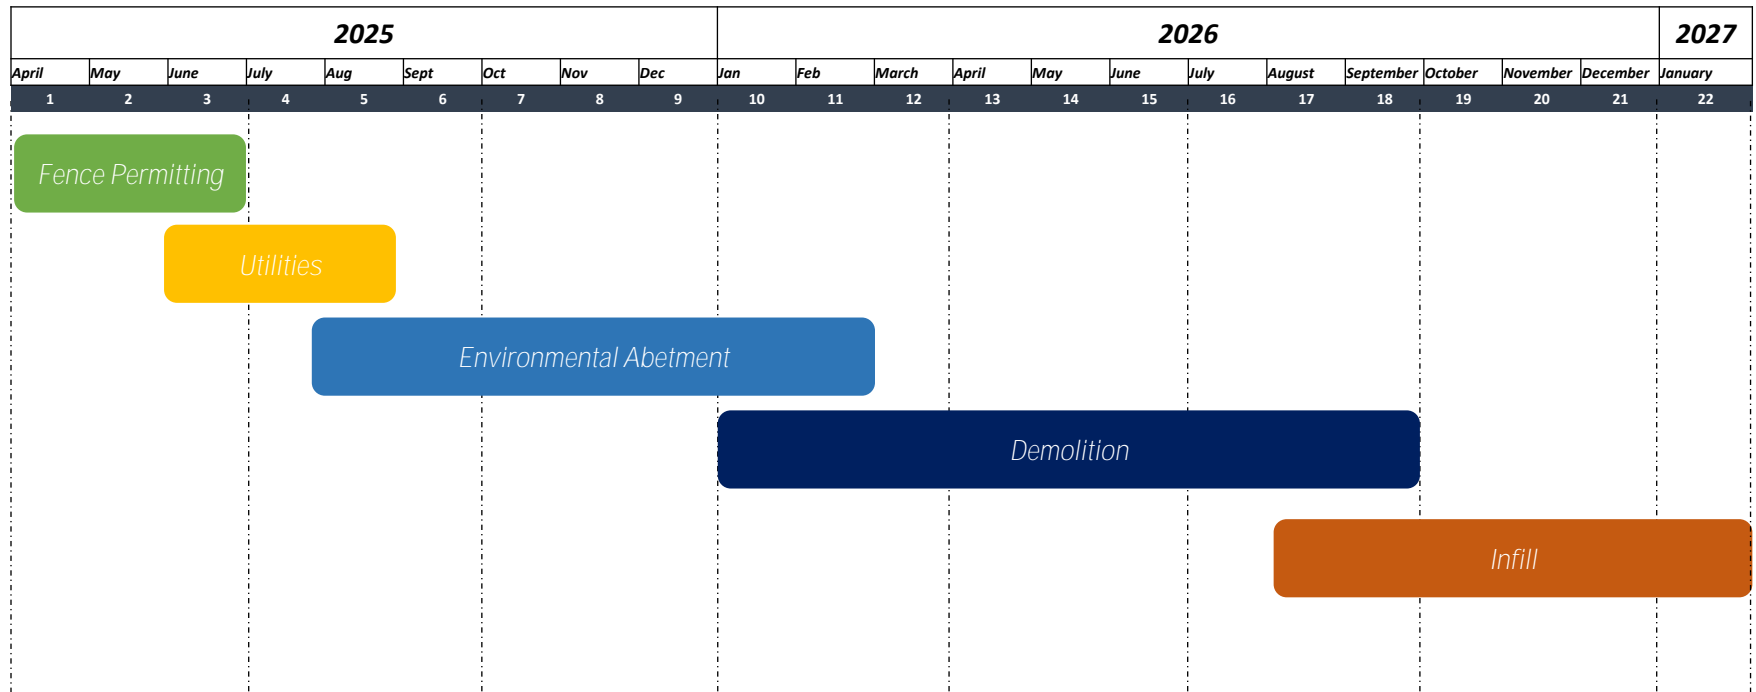 2025 2026 2027
April May June July Aug Sept Oct Nov Dec Jan Feb March April May June July August September October November December January
1 2 3 4 5 6 7 8 9 10 11 12 13 14 15 16 17 18 19 20 21 22
Fence Permitting
Utilities
Environmental Abetment
Demolition
Infill